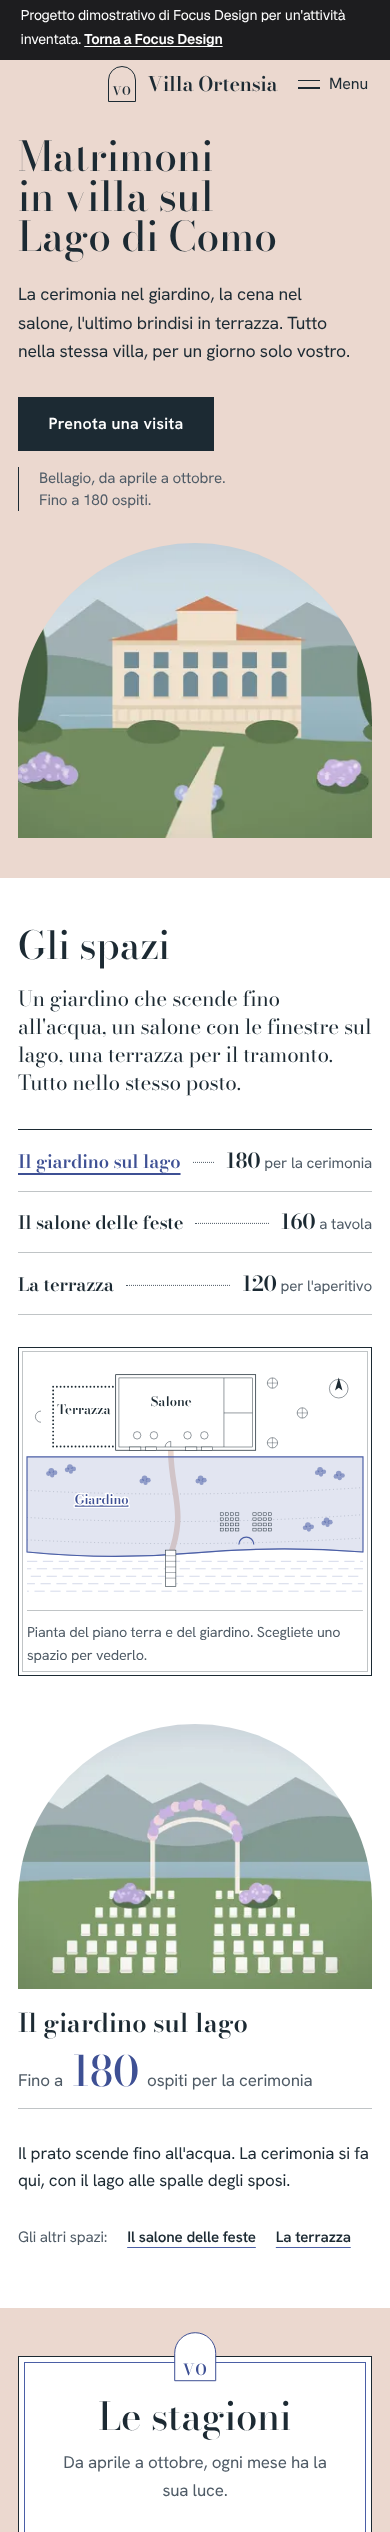 Progetto dimostrativo di Focus Design per un'attività
inventata. Torna a Focus Design
VO Villa Ortensia Menu
Matrimoni
in villa sul
Lago di Como
La cerimonia nel giardino, la cena nel
salone, l'ultimo brindisi in terrazza. Tutto
nella stessa villa, per un giorno solo vostro.
Prenota una visita
Bellagio, da aprile a ottobre.
Fino a 180 ospiti.
Gli spazi
Un giardino che scende fino
all'acqua, un salone con le finestre sul
lago, una terrazza per il tramonto.
Tutto nello stesso posto.
Il giardino sul lago 180 per la cerimonia
Il salone delle feste 160 a tavola
La terrazza 120 per l'aperitivo
Terrazza Salone
Giardino
Pianta del piano terra e del giardino. Scegliete uno
spazio per vederlo.
Il giardino sul lago
Fino a 180 ospiti per la cerimonia
Il prato scende fino all'acqua. La cerimonia si fa
qui, con il lago alle spalle degli sposi.
Gli altri spazi: Il salone delle feste La terrazza
VO
Le stagioni
Da aprile a ottobre, ogni mese ha la
sua luce.